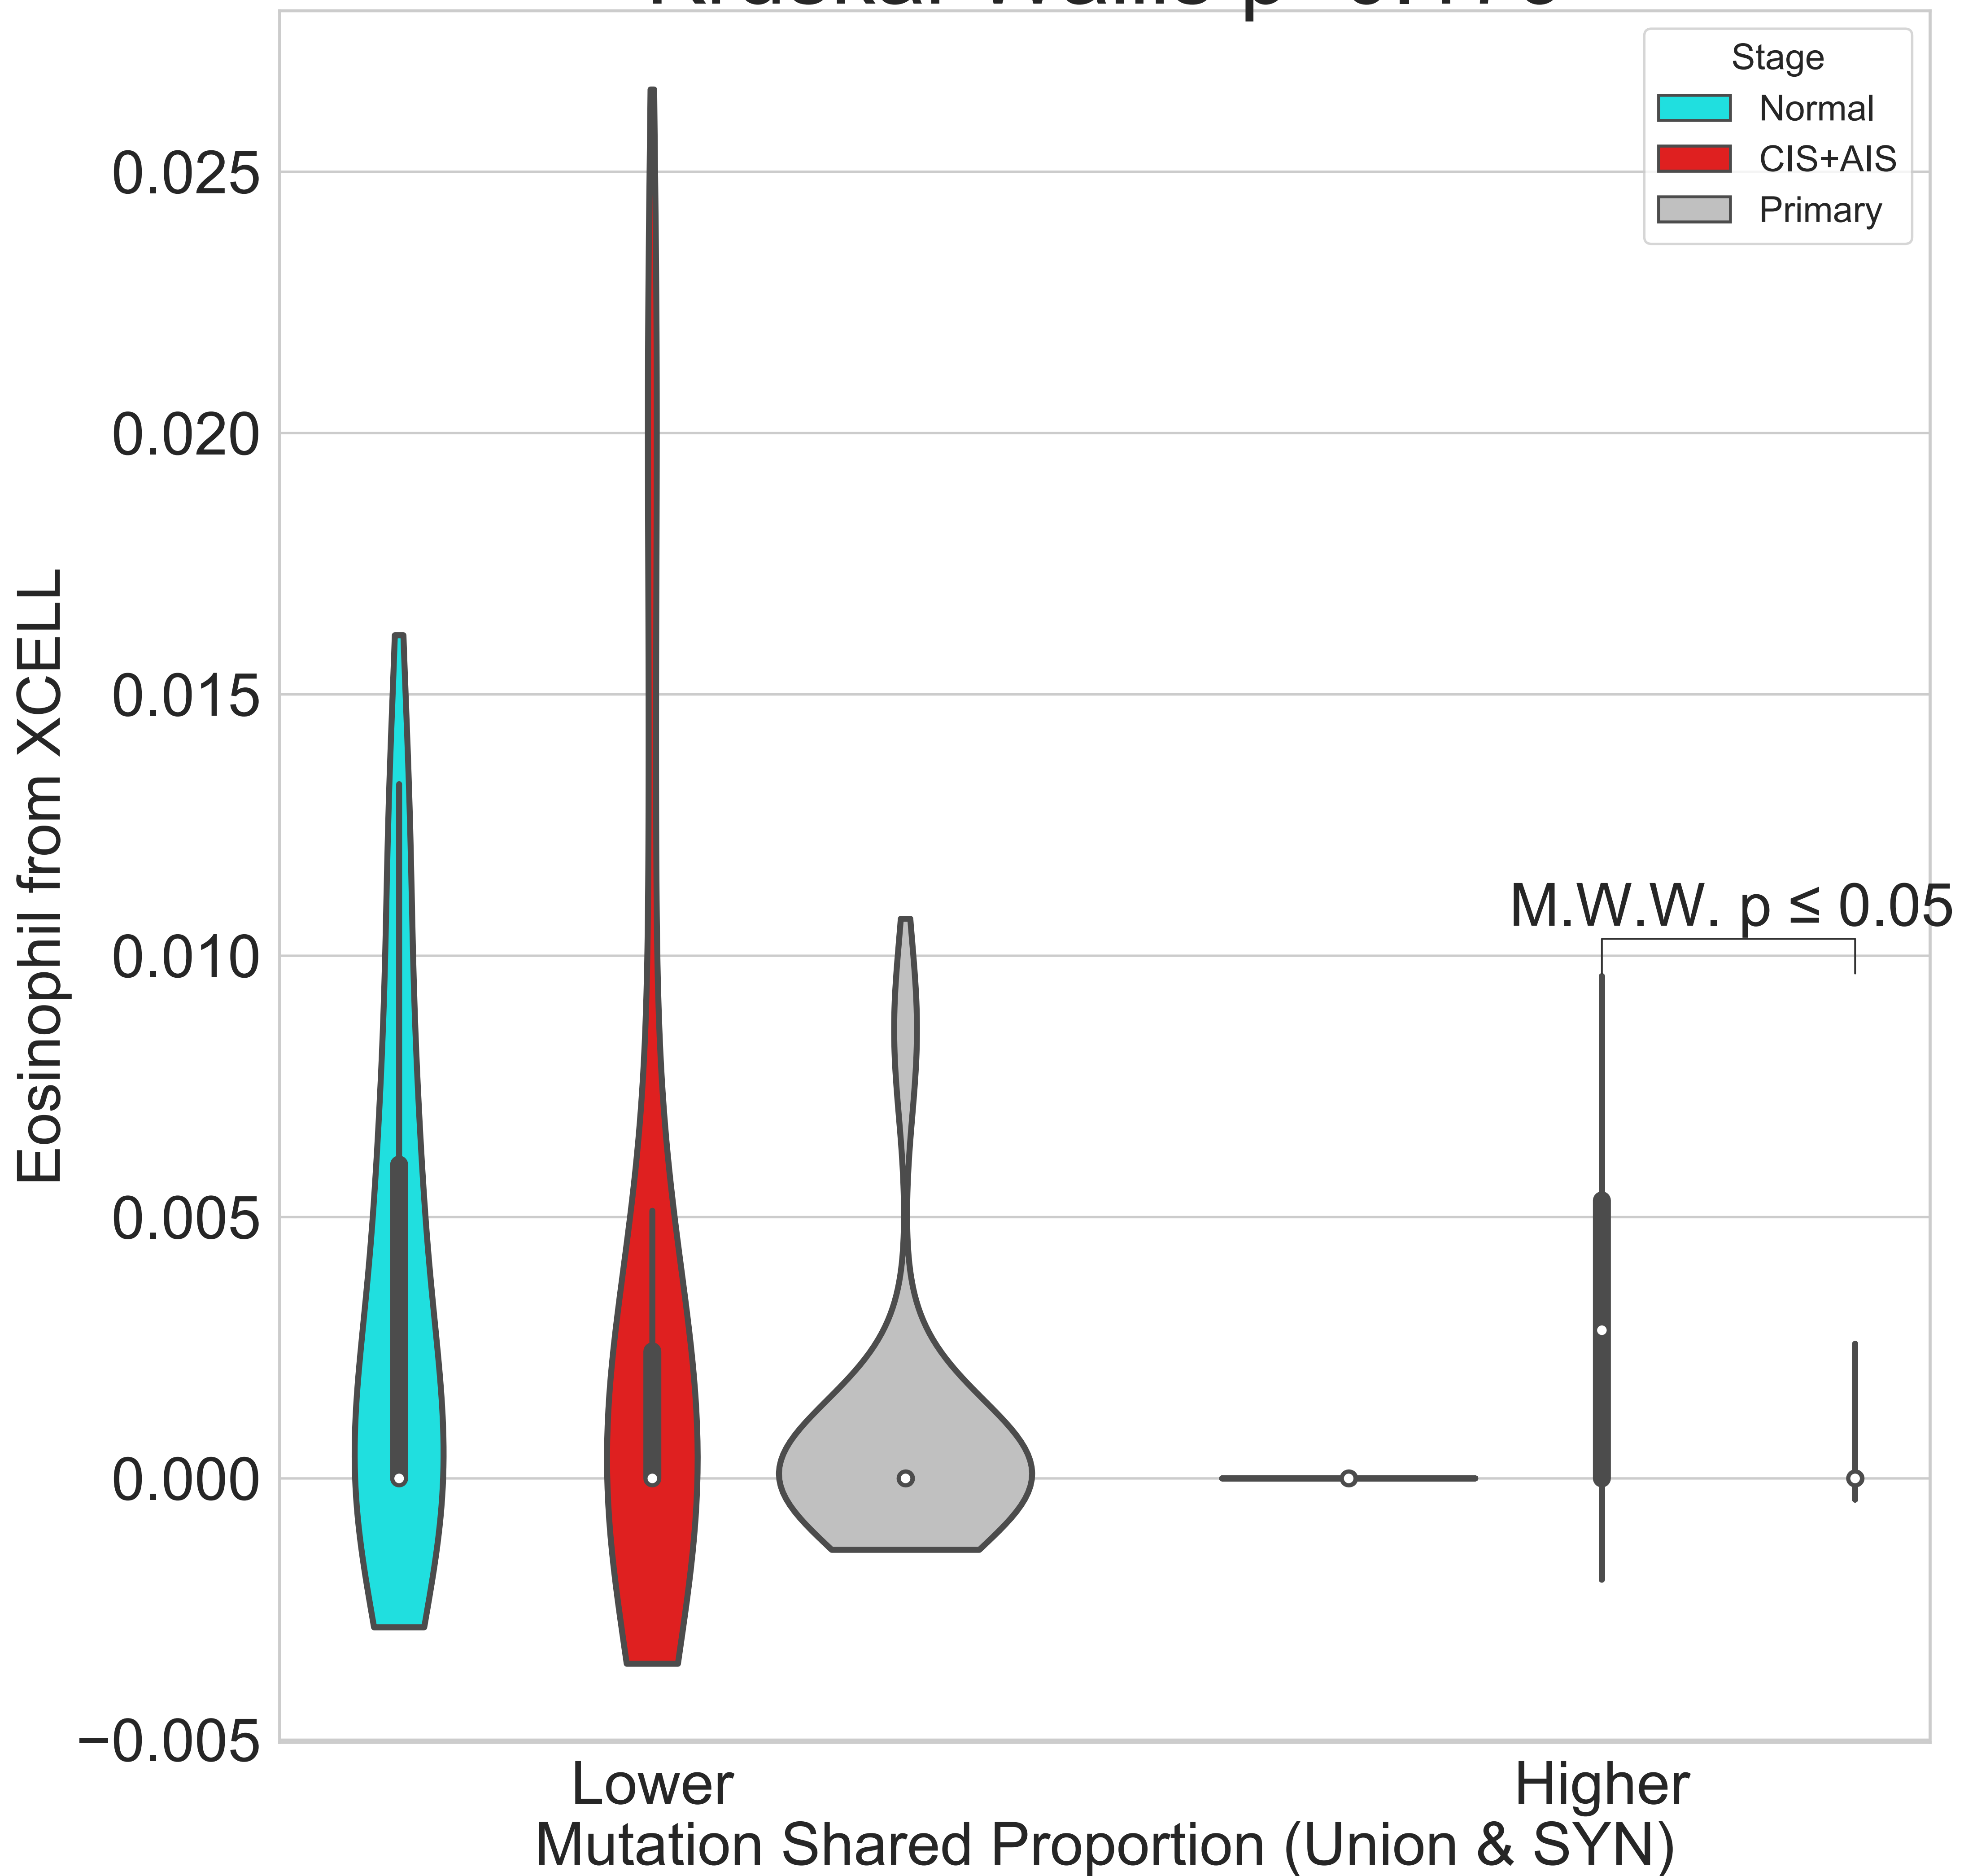 Stage
Normal
CIS+AIS
Primary
0.025
0.020
0.015
0.010
0.005
0.000
−0.005
Eosinophil from XCELL
M.W.W. p ≤ 0.05
Lower
Higher
Mutation Shared Proportion (Union & SYN)